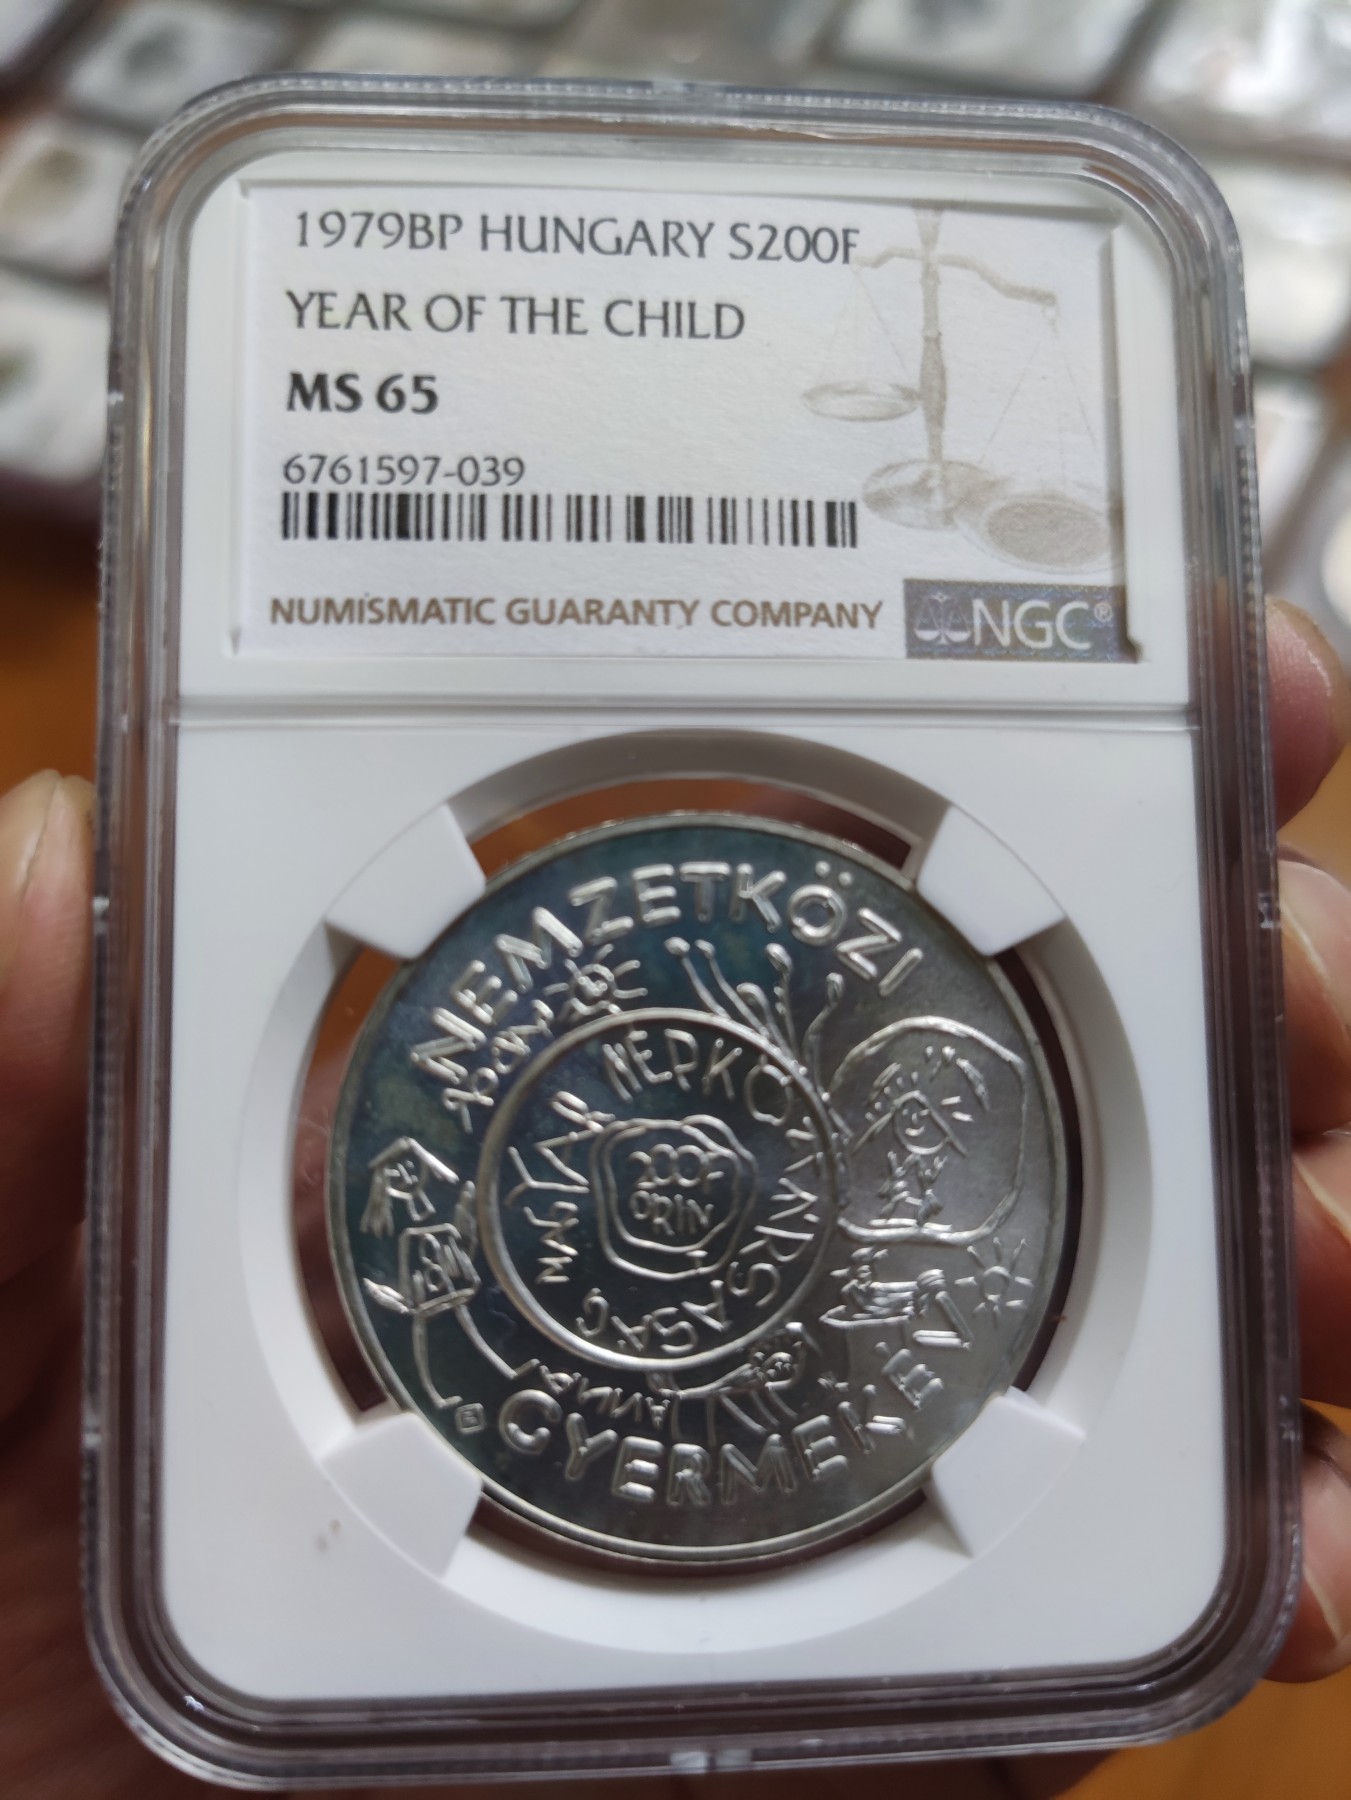 1979BP HUNGARY S200F
YEAR OF THE CHILD
MS 65
6761597-039
NUMISMATIC GUARANTY COMPANY
NGC®
NEMZETKÖZI
GYERMEKÉV
MAGYAR NÉPKÖZTÁRSASÁG
200F
ORIN